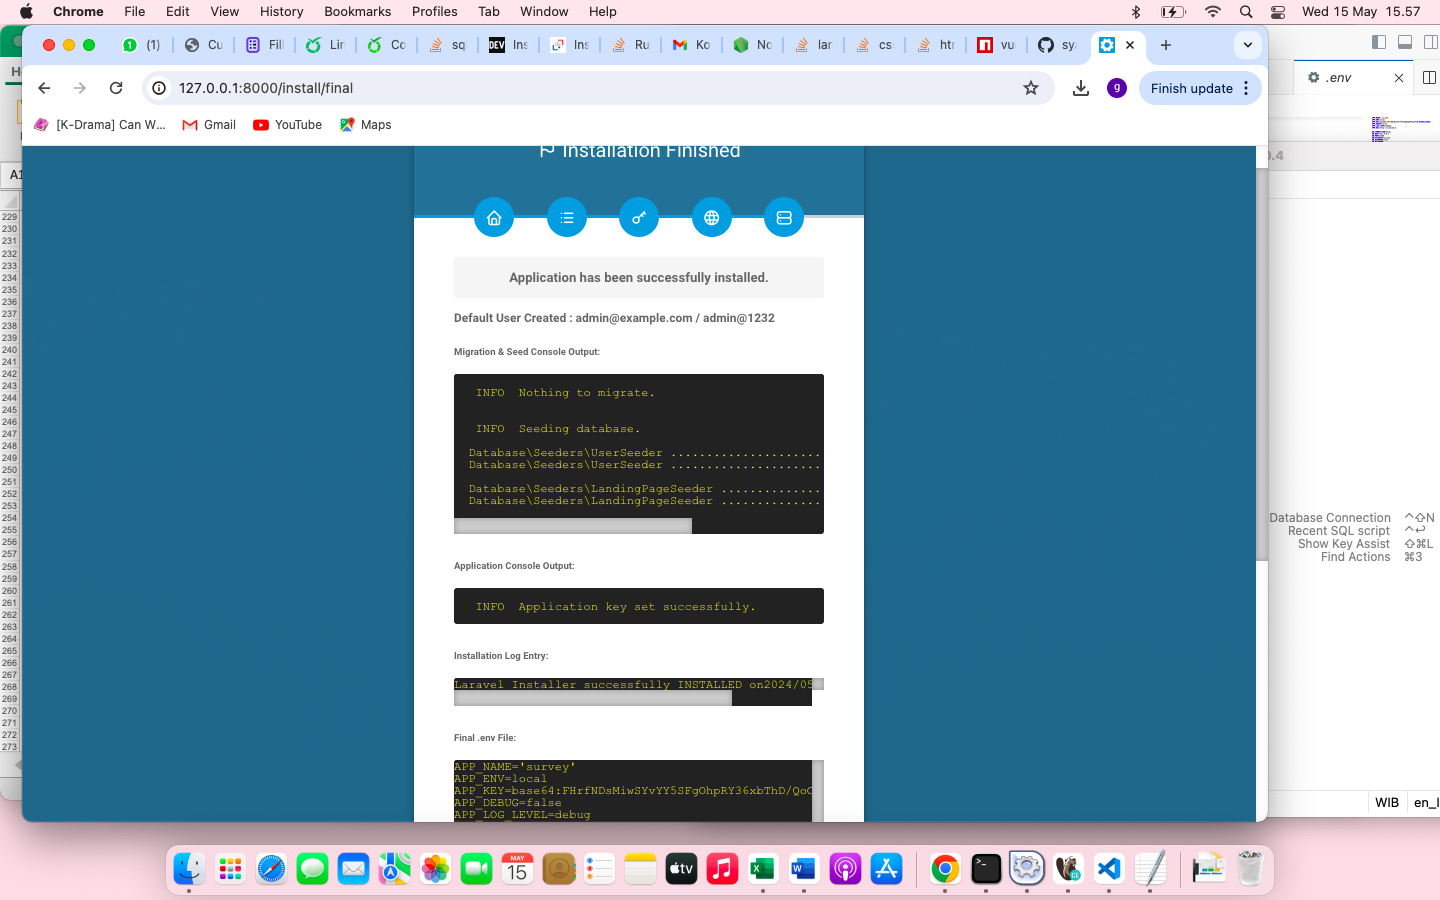 Chrome File Edit View History Bookmarks Profiles Tab Window Help Wed 15 May 15.57
1 (1) Cu Fill Lir Co sq DEV Ins Ins Ru Ko No lar cs htr vu sy
127.0.0.1:8000/install/final g Finish update
.env
[K-Drama] Can W... Gmail YouTube Maps
Installation Finished
Application has been successfully installed.
Default User Created : admin@example.com / admin@1232
Migration & Seed Console Output:
INFO Nothing to migrate.
INFO Seeding database.
Database\Seeders\UserSeeder .....................
Database\Seeders\UserSeeder .....................
Database\Seeders\LandingPageSeeder ..............
Database\Seeders\LandingPageSeeder ..............
Application Console Output:
INFO Application key set successfully.
Installation Log Entry:
Laravel Installer successfully INSTALLED on2024/05
Final .env File:
APP_NAME='survey'
APP_ENV=local
APP_KEY=base64:FHrfNDsMiwSYvYY5SFgOhpRY36xbThD/QoC
APP_DEBUG=false
APP_LOG_LEVEL=debug
A1
229
230
231
232
233
234
235
236
237
238
239
240
241
242
243
244
245
246
247
248
249
250
251
252
253
254
255
256
257
258
259
260
261
262
263
264
265
266
267
268
269
270
271
272
273
0.4
Database Connection ⌃⇧N
Recent SQL script ⌃↩
Show Key Assist ⇧⌘L
Find Actions ⌘3
WIB en_I
MAY
15
tv